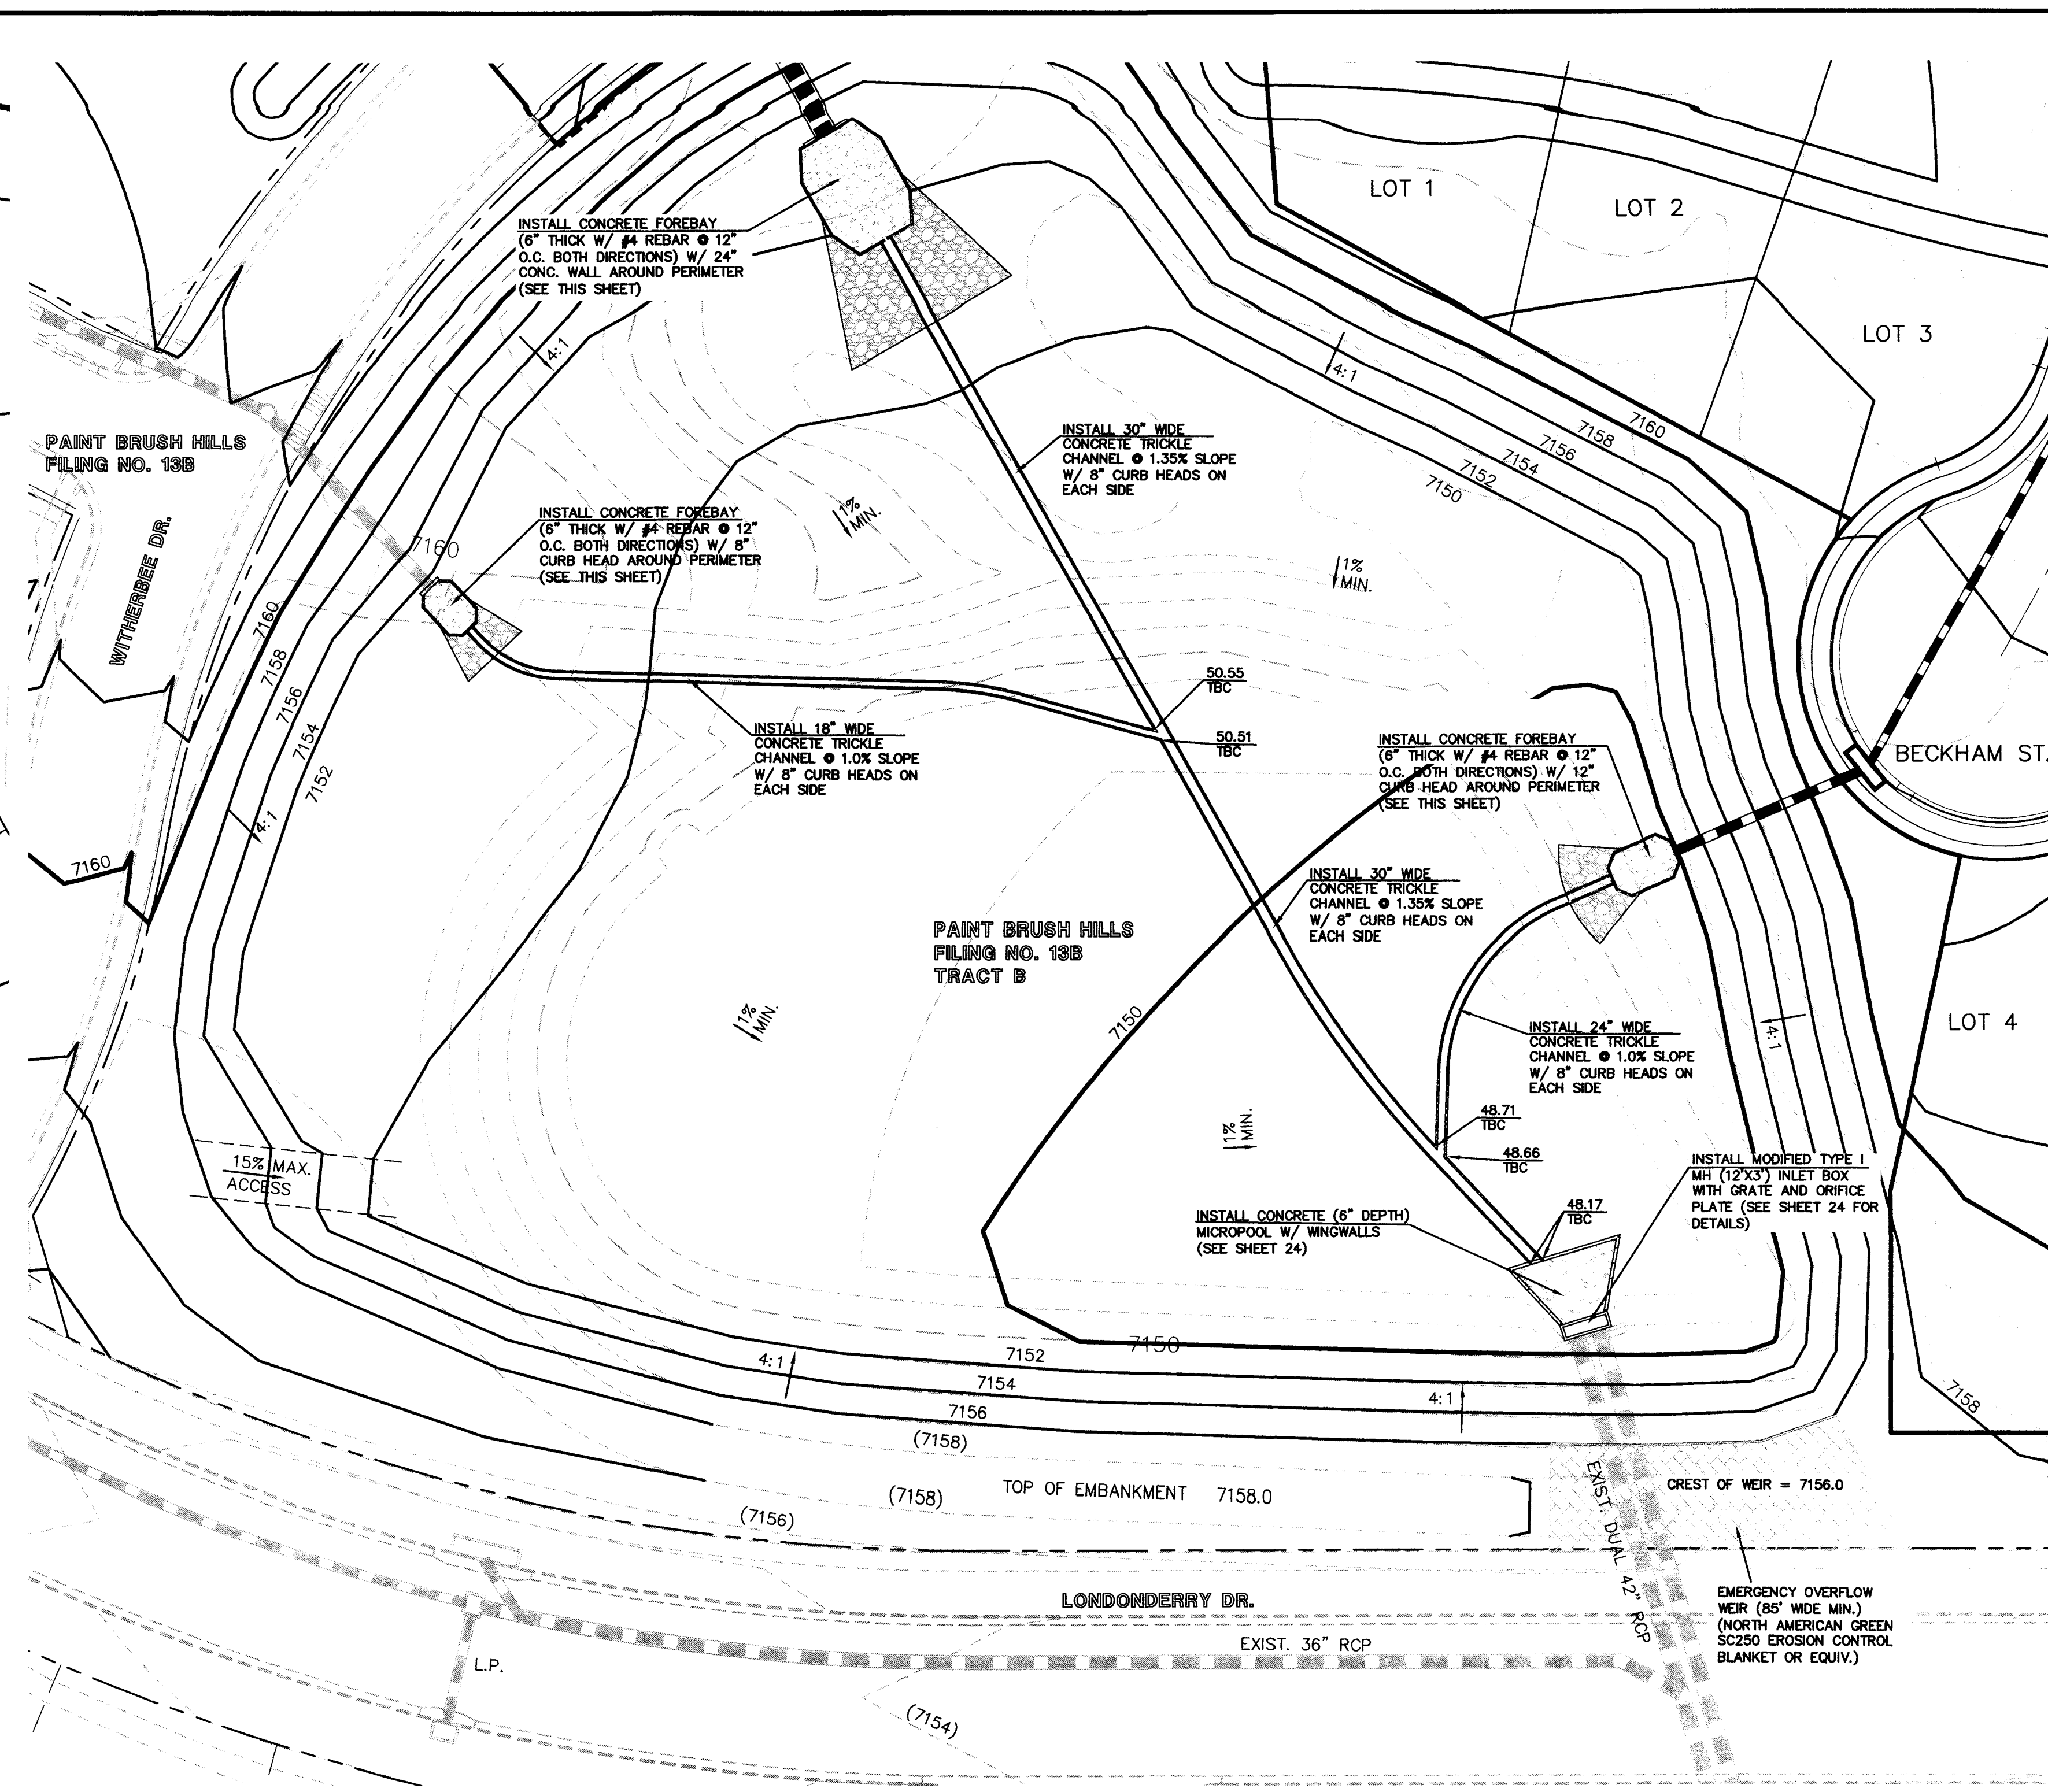 LOT 1
LOT 2
LOT 3
INSTALL CONCRETE FOREBAY
(6" THICK W/ #4 REBAR @ 12"
O.C. BOTH DIRECTIONS) W/ 24"
CONC. WALL AROUND PERIMETER
(SEE THIS SHEET)
4:1
4:1
7160
7158
7156
7154
7152
7150
PAINT BRUSH HILLS
FILING NO. 13B
INSTALL 30" WIDE
CONCRETE TRICKLE
CHANNEL @ 1.35% SLOPE
W/ 8" CURB HEADS ON
EACH SIDE
INSTALL CONCRETE FOREBAY
(6" THICK W/ #4 REBAR @ 12"
O.C. BOTH DIRECTIONS) W/ 8"
CURB HEAD AROUND PERIMETER
(SEE THIS SHEET)
1%
MIN.
1%
MIN.
7160
WITHERBEE DR.
7160
7158
7156
7154
7152
4:1
7160
50.55
TBC
50.51
TBC
INSTALL 18" WIDE
CONCRETE TRICKLE
CHANNEL @ 1.0% SLOPE
W/ 8" CURB HEADS ON
EACH SIDE
INSTALL CONCRETE FOREBAY
(6" THICK W/ #4 REBAR @ 12"
O.C. BOTH DIRECTIONS) W/ 12"
CURB HEAD AROUND PERIMETER
(SEE THIS SHEET)
BECKHAM ST.
INSTALL 30" WIDE
CONCRETE TRICKLE
CHANNEL @ 1.35% SLOPE
W/ 8" CURB HEADS ON
EACH SIDE
PAINT BRUSH HILLS
FILING NO. 13B
TRACT B
1%
MIN.
7150
INSTALL 24" WIDE
CONCRETE TRICKLE
CHANNEL @ 1.0% SLOPE
W/ 8" CURB HEADS ON
EACH SIDE
4:1
LOT 4
1%
MIN.
48.71
TBC
48.66
TBC
15% MAX.
ACCESS
INSTALL MODIFIED TYPE I
MH (12'X3') INLET BOX
WITH GRATE AND ORIFICE
PLATE (SEE SHEET 24 FOR
DETAILS)
48.17
TBC
INSTALL CONCRETE (6" DEPTH)
MICROPOOL W/ WINGWALLS
(SEE SHEET 24)
7150
7152
4:1
7154
4:1
7156
7158
(7158)
(7158)
TOP OF EMBANKMENT 7158.0
CREST OF WEIR = 7156.0
(7156)
EXIST. DUAL 42" RCP
LONDONDERRY DR.
EMERGENCY OVERFLOW
WEIR (85' WIDE MIN.)
(NORTH AMERICAN GREEN
SC250 EROSION CONTROL
BLANKET OR EQUIV.)
EXIST. 36" RCP
L.P.
(7154)